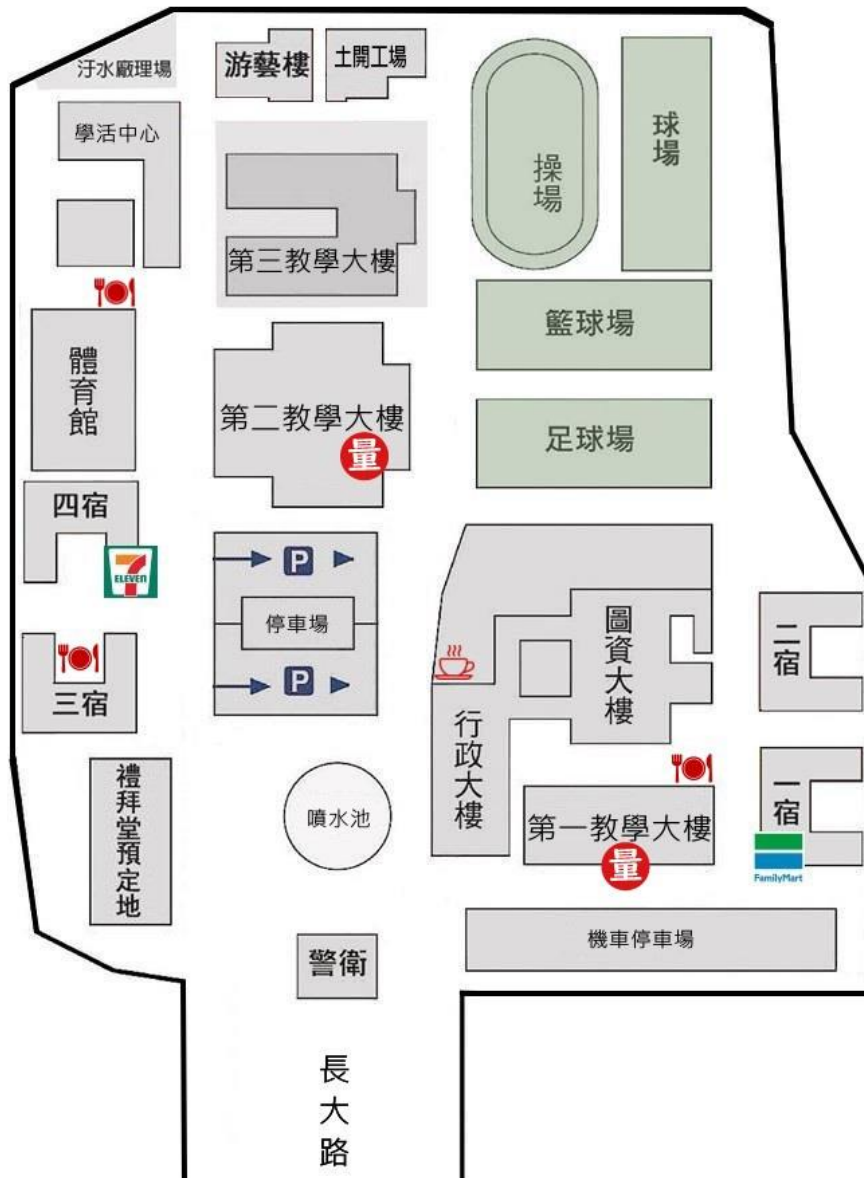 汙水廠理場
游藝樓
土開工場
學活中心
操場
球場
第三教學大樓
籃球場
體育館
第二教學大樓
量
足球場
四宿
7
ELEVEN
P
停車場
P
圖資大樓
二宿
三宿
行政大樓
禮拜堂預定地
噴水池
第一教學大樓
量
一宿
FamilyMart
機車停車場
警衛
長大路